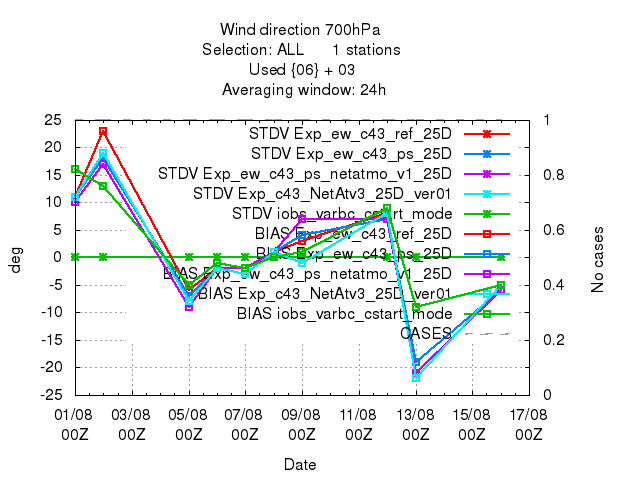 Wind direction 700hPa
Selection: ALL 1 stations
Used {06} + 03
Averaging window: 24h
25
20
15
10
5
0
-5
-10
-15
-20
-25
deg
1
0.8
0.6
0.4
0.2
0
No cases
STDV Exp_ew_c43_ref_25D
STDV Exp_ew_c43_ps_25D
STDV Exp_ew_c43_ps_netatmo_v1_25D
STDV Exp_c43_NetAtv3_25D_ver01
STDV iobs_varbc_cstart_mode
BIAS Exp_ew_c43_ref_25D
BIAS Exp_ew_c43_ps_25D
BIAS Exp_ew_c43_ps_netatmo_v1_25D
BIAS Exp_c43_NetAtv3_25D_ver01
BIAS iobs_varbc_cstart_mode
CASES
01/08 03/08 05/08 07/08 09/08 11/08 13/08 15/08 17/08
00Z 00Z 00Z 00Z 00Z 00Z 00Z 00Z 00Z
Date